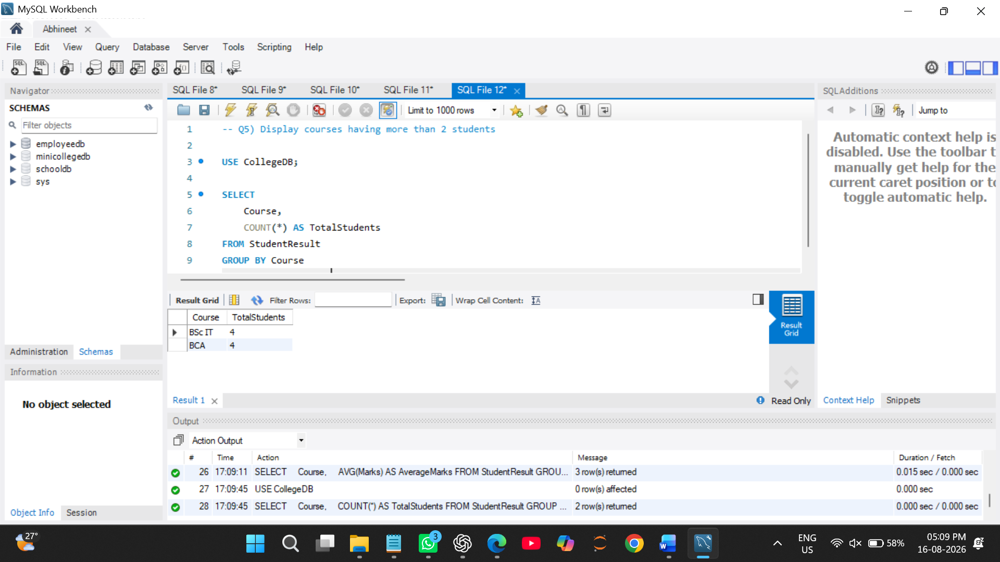 MySQL Workbench
Abhineet
File Edit View Query Database Server Tools Scripting Help
Navigator
SCHEMAS
Filter objects
employeedb
minicollegedb
schooldb
sys
Administration Schemas
Information
No object selected
Object Info Session
SQL File 8* SQL File 9* SQL File 10* SQL File 11* SQL File 12*
Limit to 1000 rows
1 -- Q5) Display courses having more than 2 students
2
3 USE CollegeDB;
4
5 SELECT
6 Course,
7 COUNT(*) AS TotalStudents
8 FROM StudentResult
9 GROUP BY Course
Result Grid Filter Rows: Export: Wrap Cell Content:
Course TotalStudents
BSc IT 4
BCA 4
Result Grid
Result 1
Read Only
SQLAdditions
Jump to
Automatic context help is
disabled. Use the toolbar t
manually get help for the
current caret position or to
toggle automatic help.
Context Help Snippets
Output
Action Output
# Time Action Message Duration / Fetch
26 17:09:11 SELECT Course, AVG(Marks) AS AverageMarks FROM StudentResult GROU... 3 row(s) returned 0.015 sec / 0.000 sec
27 17:09:45 USE CollegeDB 0 row(s) affected 0.000 sec
28 17:09:45 SELECT Course, COUNT(*) AS TotalStudents FROM StudentResult GROUP ... 2 row(s) returned 0.000 sec / 0.000 sec
27°
3
ENG
US
58%
05:09 PM
16-08-2026